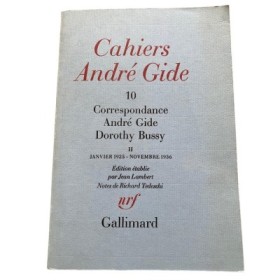 Cahiers
André Gide
10
Correspondance
André Gide
Dorothy Bussy
II
JANVIER 1925 - NOVEMBRE 1936
Edition établie
par Jean Lambert
Notes de Richard Tedeschi
nrf
Gallimard